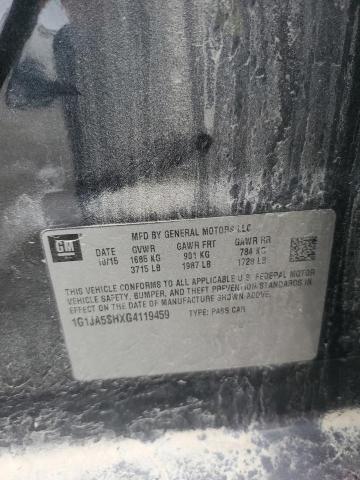 MFD BY GENERAL MOTORS LLC
GM
DATE GVWR GAWR FRT GAWR RR
10/15 1685 KG 901 KG 784 KG
3715 LB 1987 LB 1728 LB
THIS VEHICLE CONFORMS TO ALL APPLICABLE U.S. FEDERAL MOTOR
VEHICLE SAFETY, BUMPER, AND THEFT PREVENTION STANDARDS IN
EFFECT ON THE DATE OF MANUFACTURE SHOWN ABOVE.
1G1JA5SHXG4119459 TYPE: PASS CAR